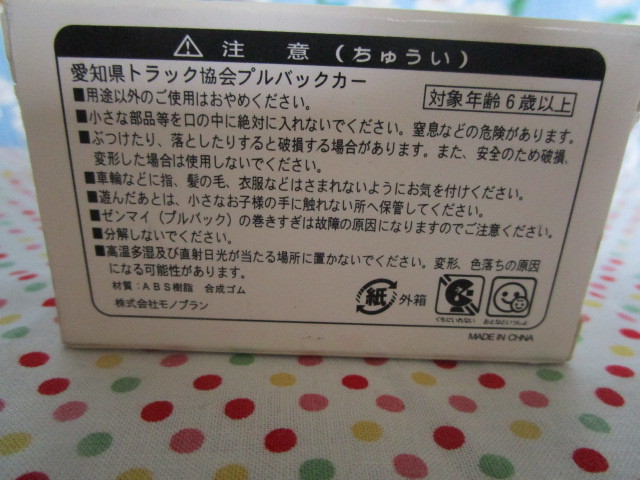 注意（ちゅうい）
愛知県トラック協会プルバックカー
対象年齢6歳以上
■用途以外のご使用はおやめください。
■小さな部品等を口の中に絶対に入れないでください。窒息などの危険があります。
■ぶつけたり、落としたりすると破損する場合があります。また、安全のため破損、
変形した場合は使用しないでください。
■車輪などに指、髪の毛、衣服などはさまれないようにお気を付けください。
■遊んだあとは、小さなお子様の手に触れない所へ保管してください。
■ゼンマイ（プルバック）の巻きすぎは故障の原因になりますのでご注意ください。
■分解しないでください。
■高温多湿及び直射日光が当たる場所に置かないでください。変形、色落ちの原因
になる可能性があります。
材質：ABS樹脂 合成ゴム
株式会社モノプラン
紙 外箱
くちにいれない
おとなといっしょ
MADE IN CHNA